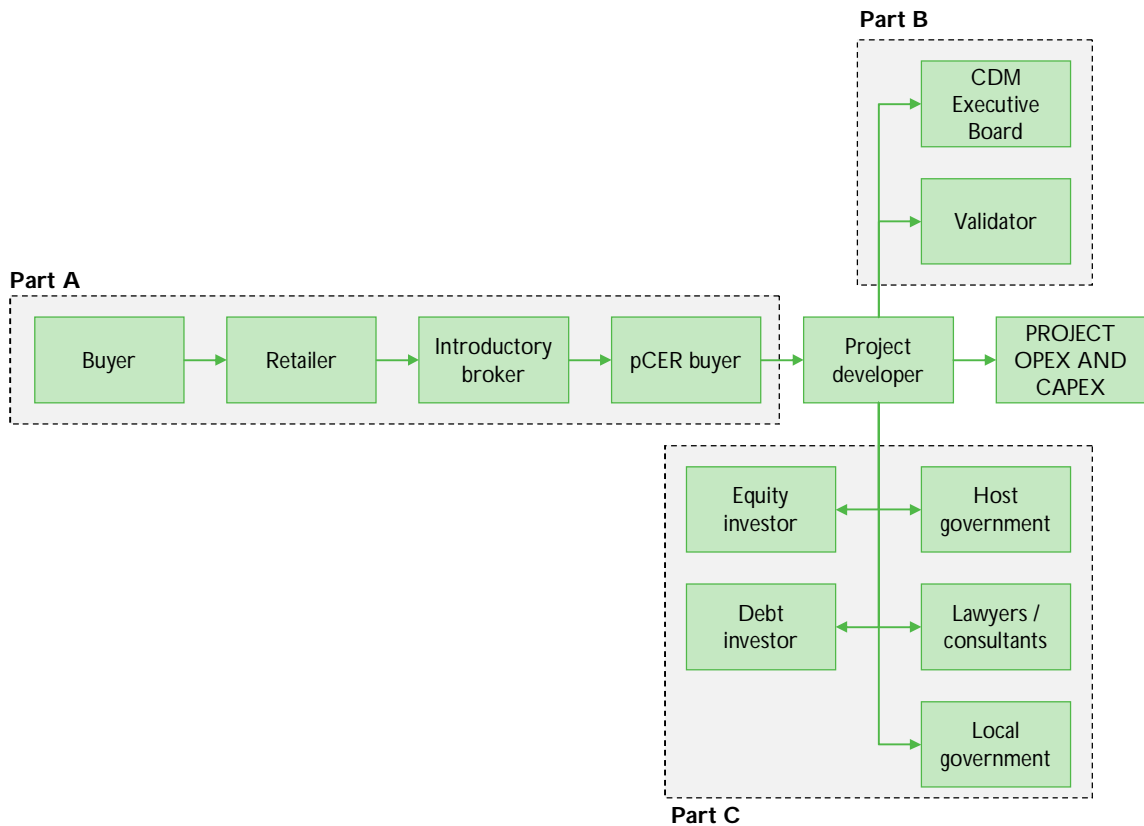 Part B
CDM
Executive
Board
Validator
Part A
Buyer
Retailer
Introductory
broker
pCER buyer
Project
developer
PROJECT
OPEX AND
CAPEX
Equity
investor
Host
government
Debt
investor
Lawyers /
consultants
Local
government
Part C